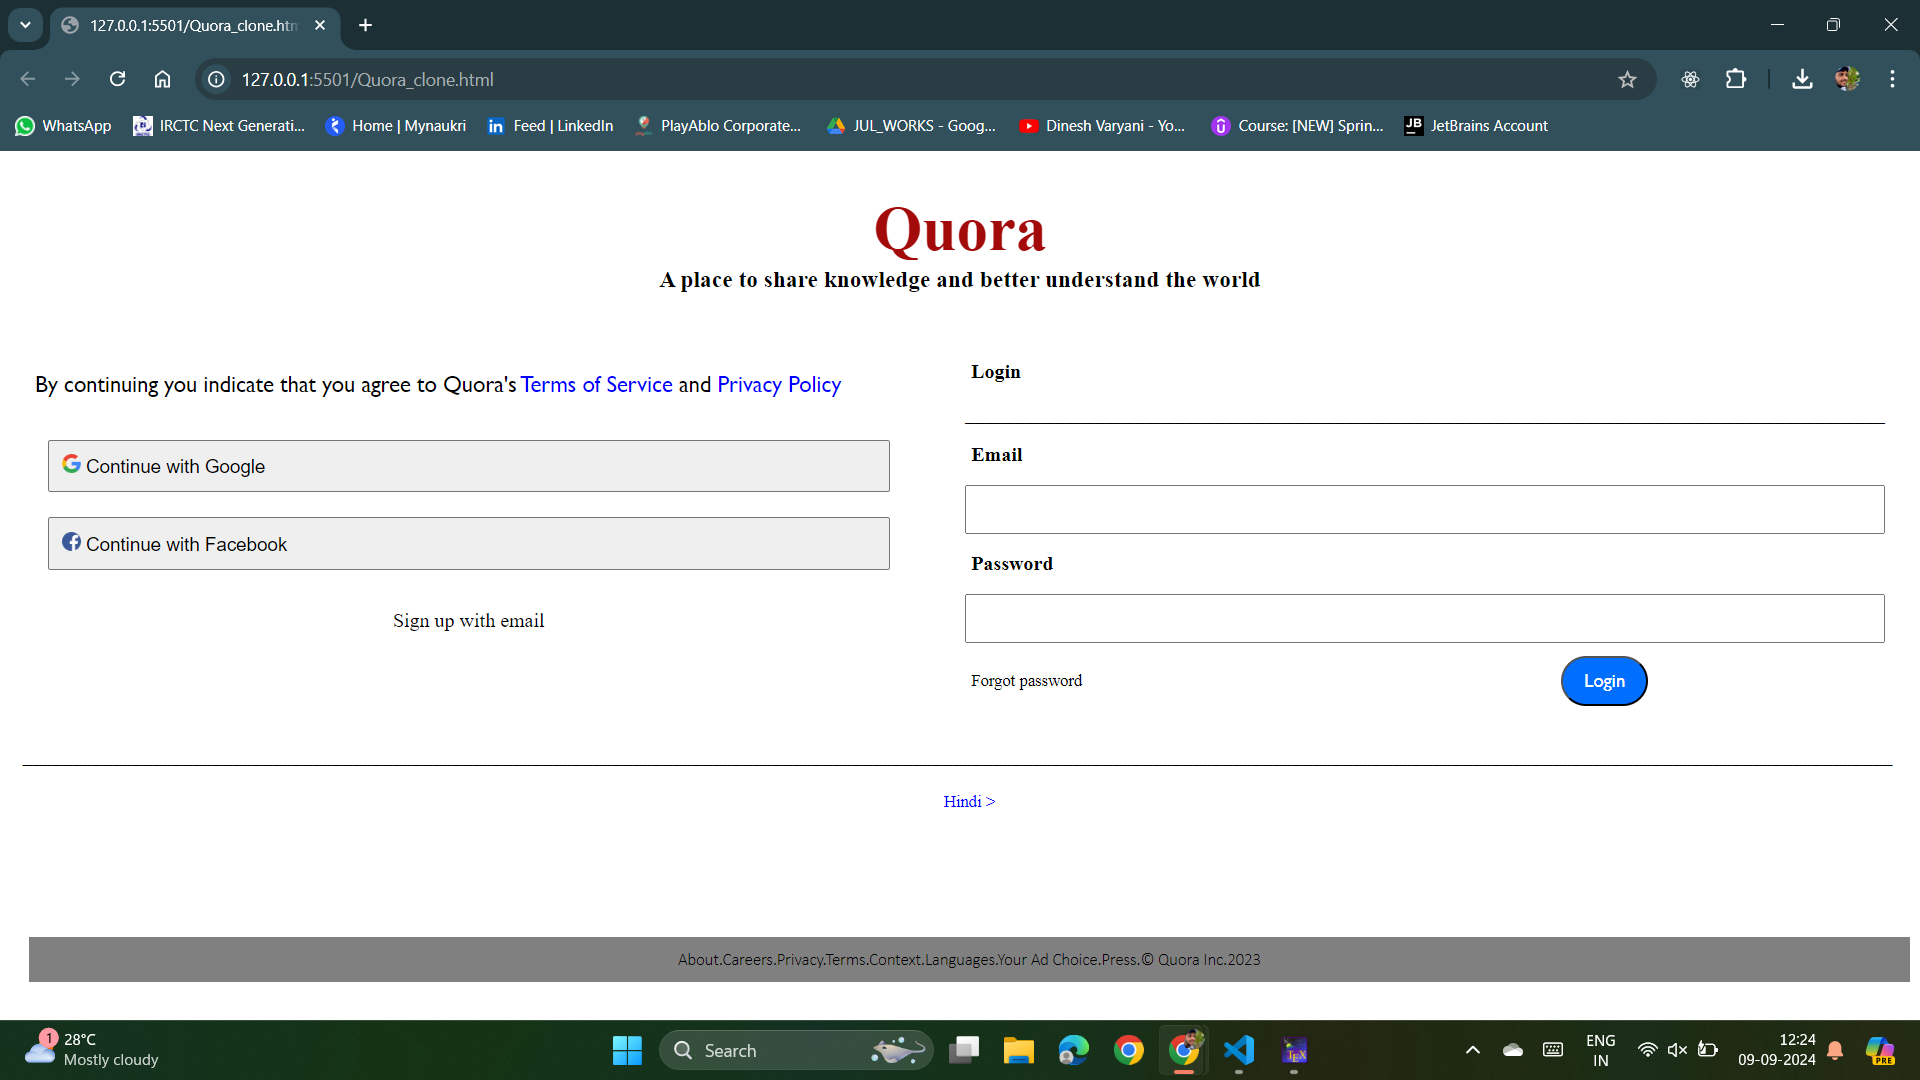 127.0.0.1:5501/Quora_clone.htm
127.0.0.1:5501/Quora_clone.html
WhatsApp IRCTC Next Generati... Home | Mynaukri Feed | LinkedIn PlayAblo Corporate... JUL_WORKS - Goog... Dinesh Varyani - Yo... Course: [NEW] Sprin... JetBrains Account
Quora
A place to share knowledge and better understand the world
By continuing you indicate that you agree to Quora's Terms of Service and Privacy Policy
Continue with Google
Continue with Facebook
Sign up with email
Login
Email
Password
Forgot password Login
Hindi >
About.Careers.Privacy.Terms.Context.Languages.Your Ad Choice.Press.© Quora Inc.2023
1 28°C
Mostly cloudy
Search
ENG
IN
12:24
09-09-2024
PRE